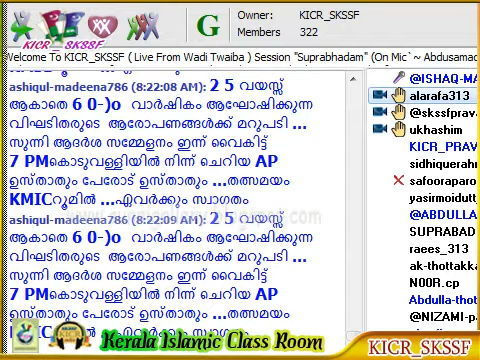 KICR_SKSSF
G
Owner: KICR_SKSSF
Members 322
Welcome To KICR_SKSSF ( Live From Wadi Twaiba ) Session "Suprabhadam" (On Mic`~ Abdusamad
ashiqul-madeena786 (8:22:08 AM): 2 5 വയസ്സ്
ആകാതെ 6 0-)o വാർഷികം ആഘോഷിക്കുന്ന
വിഘടിതരുടെ ആരോപണങ്ങൾക്ക് മറുപടി ...
സുന്നി ആദർശ സമ്മേളനം ഇന്ന് വൈകിട്ട്
7 PMകൊടുവള്ളിയിൽ നിന്ന് ചെറിയ AP
ഉസ്താതും പേരോട് ഉസ്താതും ...തത്സമയം
KMICറൂമിൽ ...എവർക്കും സ്വാഗതം
ashiqul-madeena786 (8:22:09 AM): 2 5 വയസ്സ്
ആകാതെ 6 0-)o വാർഷികം ആഘോഷിക്കുന്ന
വിഘടിതരുടെ ആരോപണങ്ങൾക്ക് മറുപടി ...
സുന്നി ആദർശ സമ്മേളനം ഇന്ന് വൈകിട്ട്
7 PMകൊടുവള്ളിയിൽ നിന്ന് ചെറിയ AP
ഉസ്താതും പേരോട് ഉസ്താതും ...തത്സമയം
@ISHAQ-MA
alarafa313
@skssfprava
ukhashim
KICR_PRAV
sidhiquerahm
safooraparo
yasirmoidutt
@ABDULLA
SUPRABAD
raees_313
ak-thottakka
N00R.cp
Abdulla-thot
@NIZAMI-p
Kerala Islamic Class Room
KICR_SKSSF